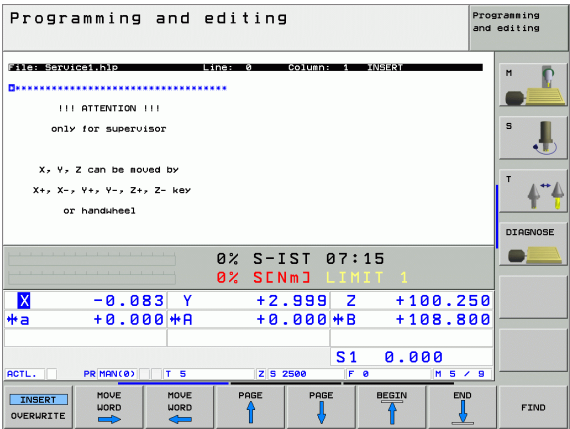 Programming and editing
Programming
and editing
File: Service1.hlp Line: 0 Column: 1 INSERT
**********************************
!!! ATTENTION !!!
only for supervisor
X, Y, Z can be moved by
X+, X-, Y+, Y-, Z+, Z- key
or handwheel
M
S
T
DIAGNOSE
0% S-IST 07:15
0% S[Nm] LIMIT 1
X -0.083 Y +2.999 Z +100.250
a +0.000 A +0.000 B +108.800
S1 0.000
ACTL. PR MAN(0) T 5 Z S 2500 F 0 M 5 / 9
INSERT
OVERWRITE
MOVE
WORD
MOVE
WORD
PAGE
PAGE
BEGIN
END
FIND